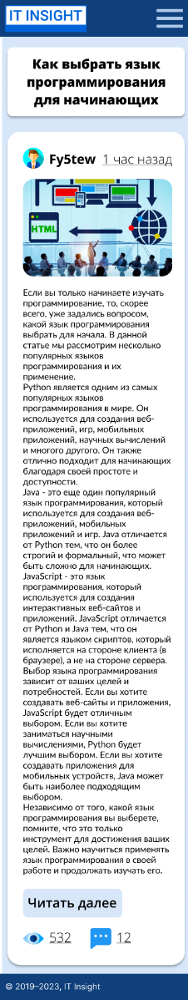 IT INSIGHT
Как выбрать язык
программирования
для начинающих
Fy5tew 1 час назад
HTML
Если вы только начинаете изучать
программирование, то, скорее
всего, уже задались вопросом,
какой язык программирования
выбрать для начала. В данной
статье мы рассмотрим несколько
популярных языков
программирования и их
применение.
Python является одним из самых
популярных языков
программирования в мире. Он
используется для создания веб-
приложений, игр, мобильных
приложений, научных вычислений
и многого другого. Он также
отлично подходит для начинающих
благодаря своей простоте и
доступности.
Java - это еще один популярный
язык программирования, который
используется для создания веб-
приложений, мобильных
приложений и игр. Java отличается
от Python тем, что он более
строгий и формальный, что может
быть сложно для начинающих.
JavaScript - это язык
программирования, который
используется для создания
интерактивных веб-сайтов и
приложений. JavaScript отличается
от Python и Java тем, что он
является языком скриптов, который
исполняется на стороне клиента (в
браузере), а не на стороне сервера.
Выбор языка программирования
зависит от ваших целей и
потребностей. Если вы хотите
создавать веб-сайты и приложения,
JavaScript будет отличным
выбором. Если вы хотите
заниматься научными
вычислениями, Python будет
лучшим выбором. Если вы хотите
создавать приложения для
мобильных устройств, Java может
быть наиболее подходящим
выбором.
Независимо от того, какой язык
программирования вы выберете,
помните, что это только
инструмент для достижения ваших
целей. Важно научиться применять
язык программирования в своей
работе и продолжать изучать его.
Читать далее
532 12
© 2019–2023, IT Insight